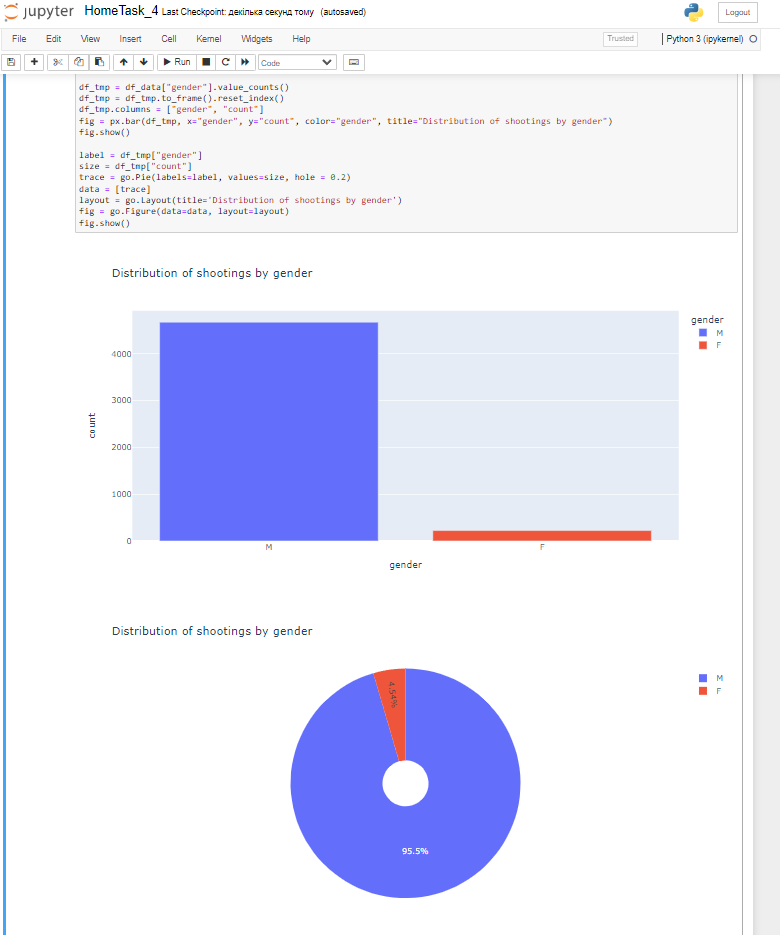 jupyter HomeTask_4 Last Checkpoint: декілька секунд тому (autosaved) Logout
File Edit View Insert Cell Kernel Widgets Help Trusted Python 3 (ipykernel)
Run Code
df_tmp = df_data["gender"].value_counts()
df_tmp = df_tmp.to_frame().reset_index()
df_tmp.columns = ["gender", "count"]
fig = px.bar(df_tmp, x="gender", y="count", color="gender", title="Distribution of shootings by gender")
fig.show()
label = df_tmp["gender"]
size = df_tmp["count"]
trace = go.Pie(labels=label, values=size, hole = 0.2)
data = [trace]
layout = go.Layout(title='Distribution of shootings by gender')
fig = go.Figure(data=data, layout=layout)
fig.show()
Distribution of shootings by gender
gender
M
F
4000
3000
2000
1000
0
count
M F
gender
Distribution of shootings by gender
M
F
4.54%
95.5%